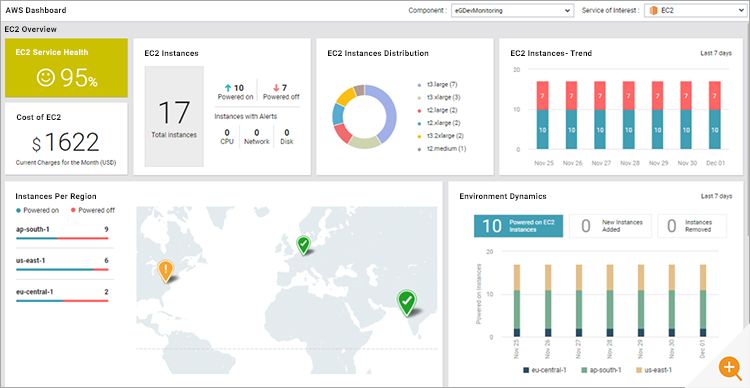 AWS Dashboard
Component : eGDevMonitoring
Service of Interest : EC2
EC2 Overview
EC2 Service Health
95%
Cost of EC2
$1622
Current Charges for the Month (USD)
EC2 Instances
17
Total instances
10
Powered on
7
Powered off
Instances with Alerts
0 0 0
CPU Network Disk
EC2 Instances Distribution
t3.large (7)
t3.xlarge (3)
t2.large (2)
t2.xlarge (2)
t3.2xlarge (2)
t2.medium (1)
EC2 Instances- Trend
Last 7 days
20
10
0
7 7 7 7 7 7 7
10 10 10 10 10 10 10
Nov 25 Nov 26 Nov 27 Nov 28 Nov 29 Nov 30 Dec 01
Instances Per Region
Powered on Powered off
ap-south-1 9
us-east-1 6
eu-central-1 2
Environment Dynamics
Last 7 days
10 Powered on EC2
Instances
0 New Instances
Added
0 Instances
Removed
Powered on Instances
20
10
0
Nov 25 Nov 26 Nov 27 Nov 28 Nov 29 Nov 30 Dec 01
eu-central-1 ap-south-1 us-east-1